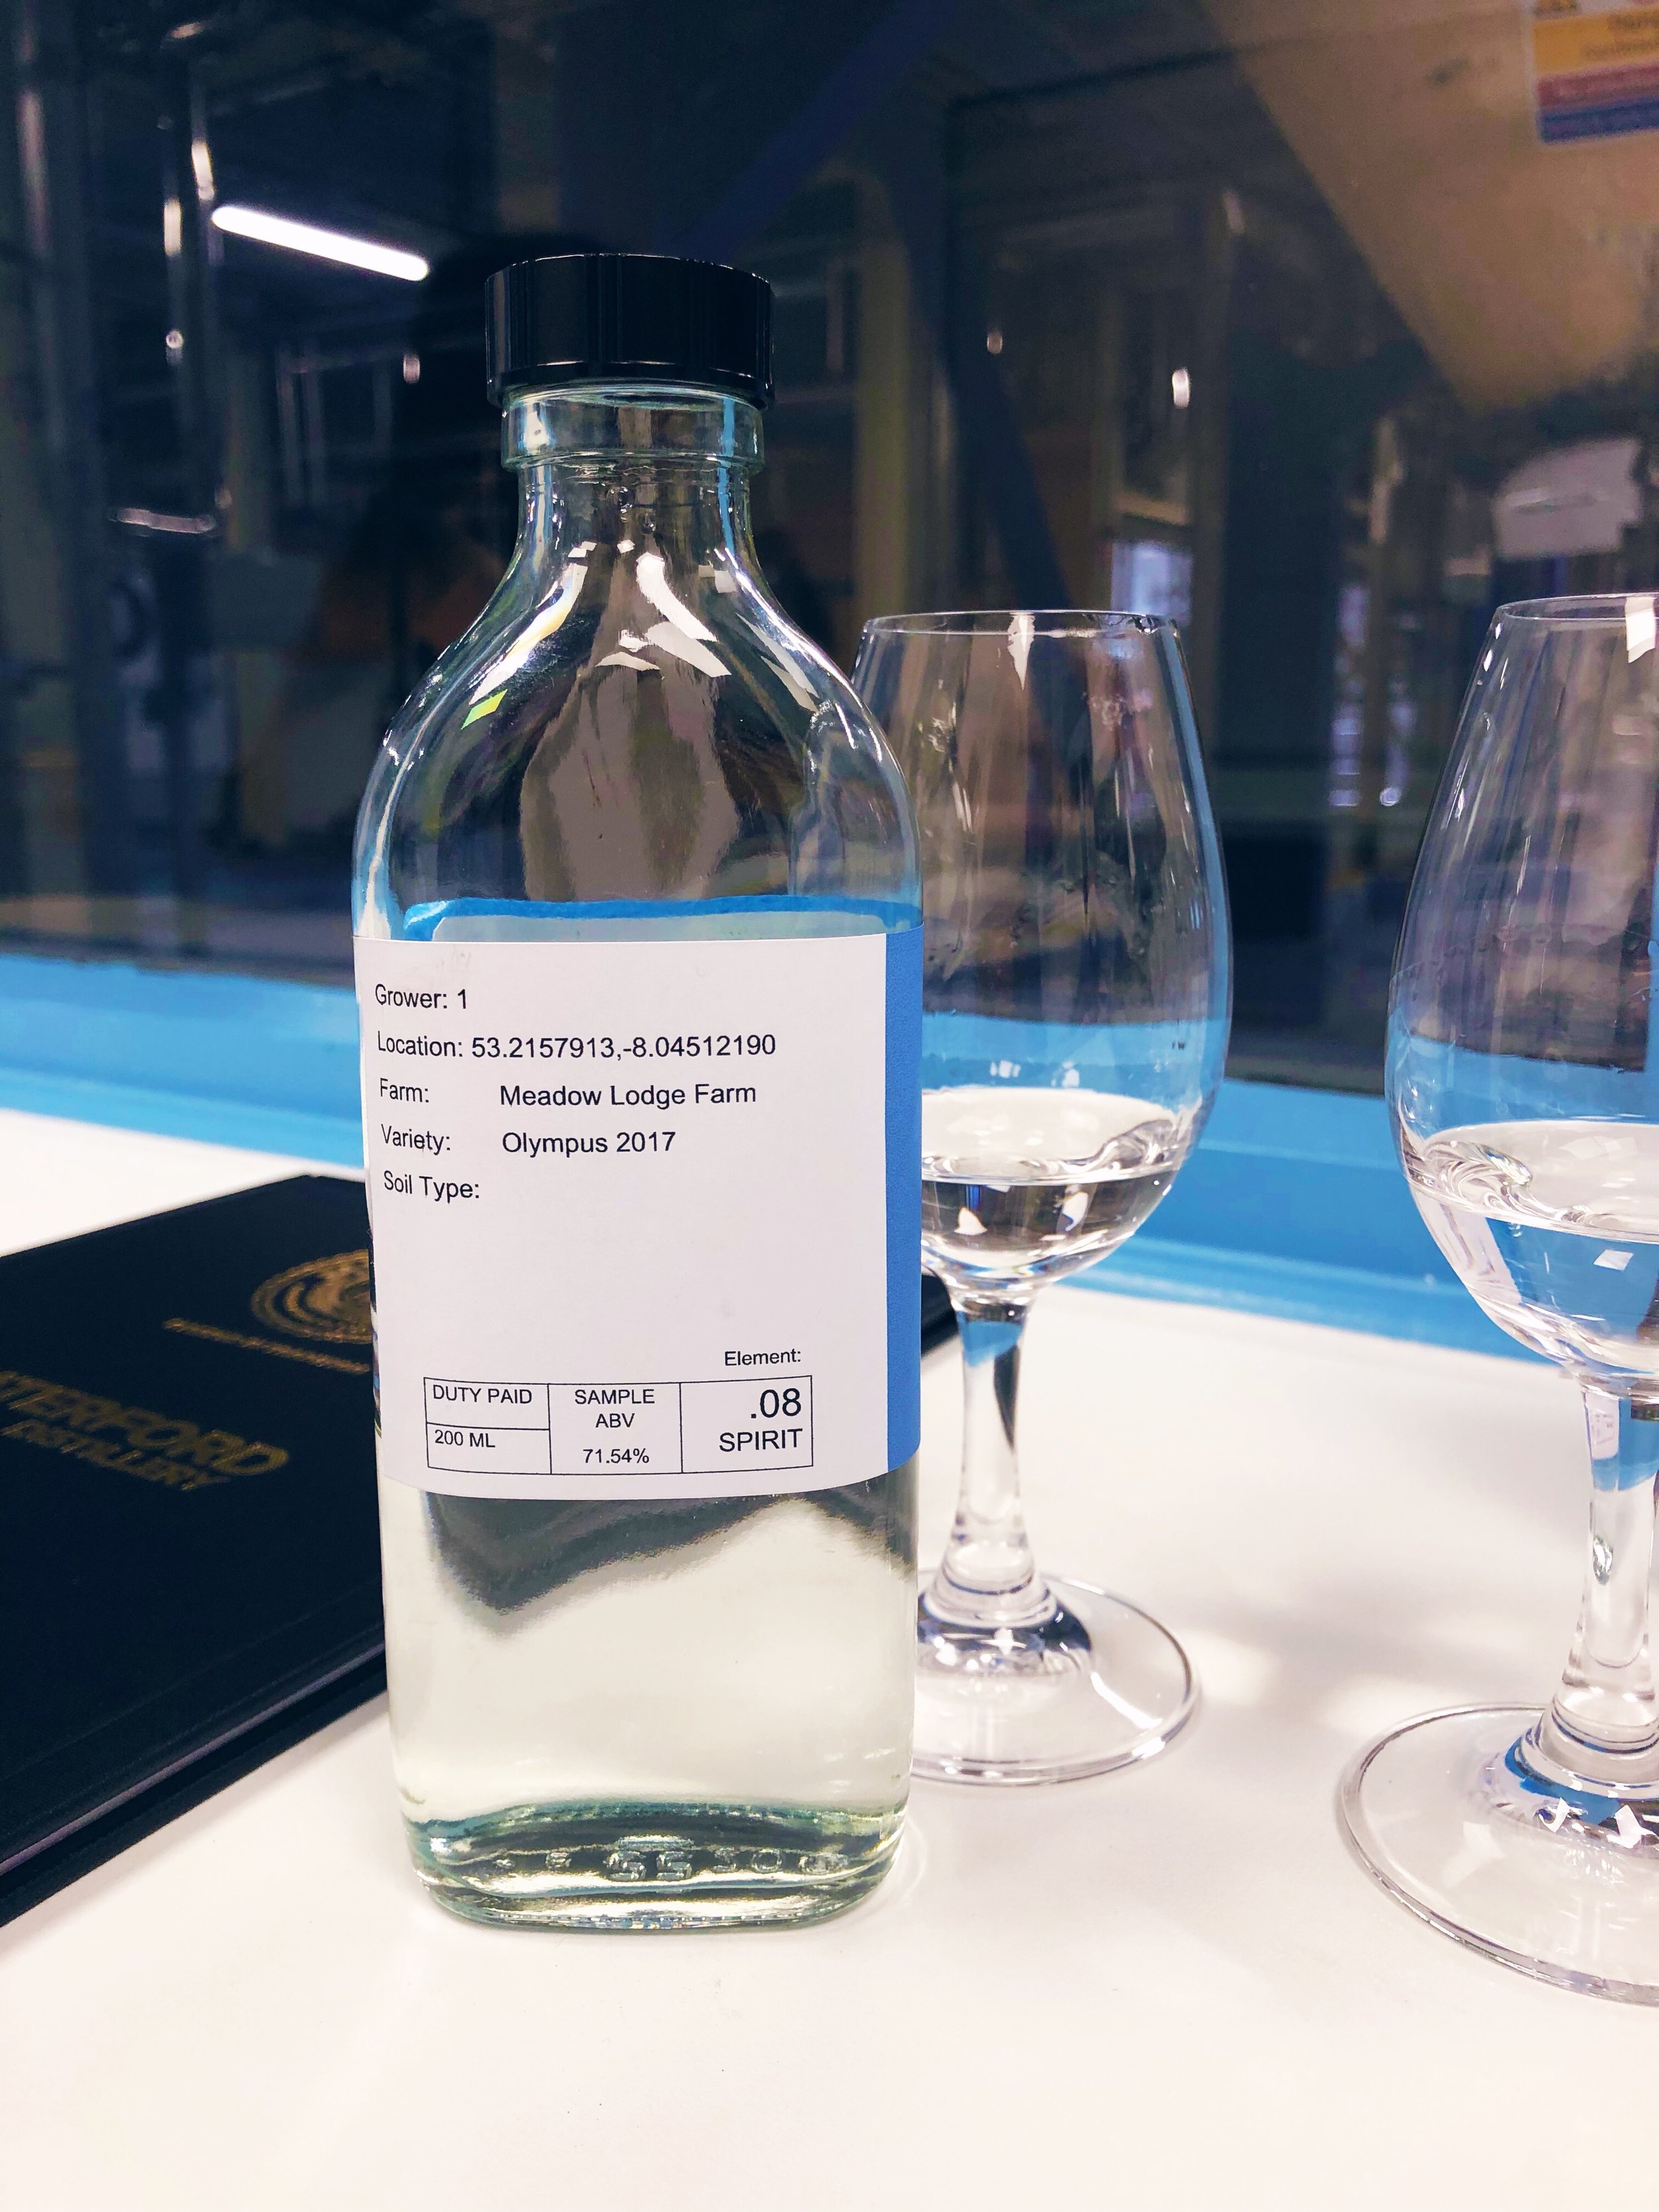 Grower: 1
Location: 53.2157913,-8.04512190
Farm: Meadow Lodge Farm
Variety: Olympus 2017
Soil Type:
Element:
DUTY PAID
200 ML
SAMPLE
ABV
71.54%
.08
SPIRIT
TERFORD
DISTILLERY